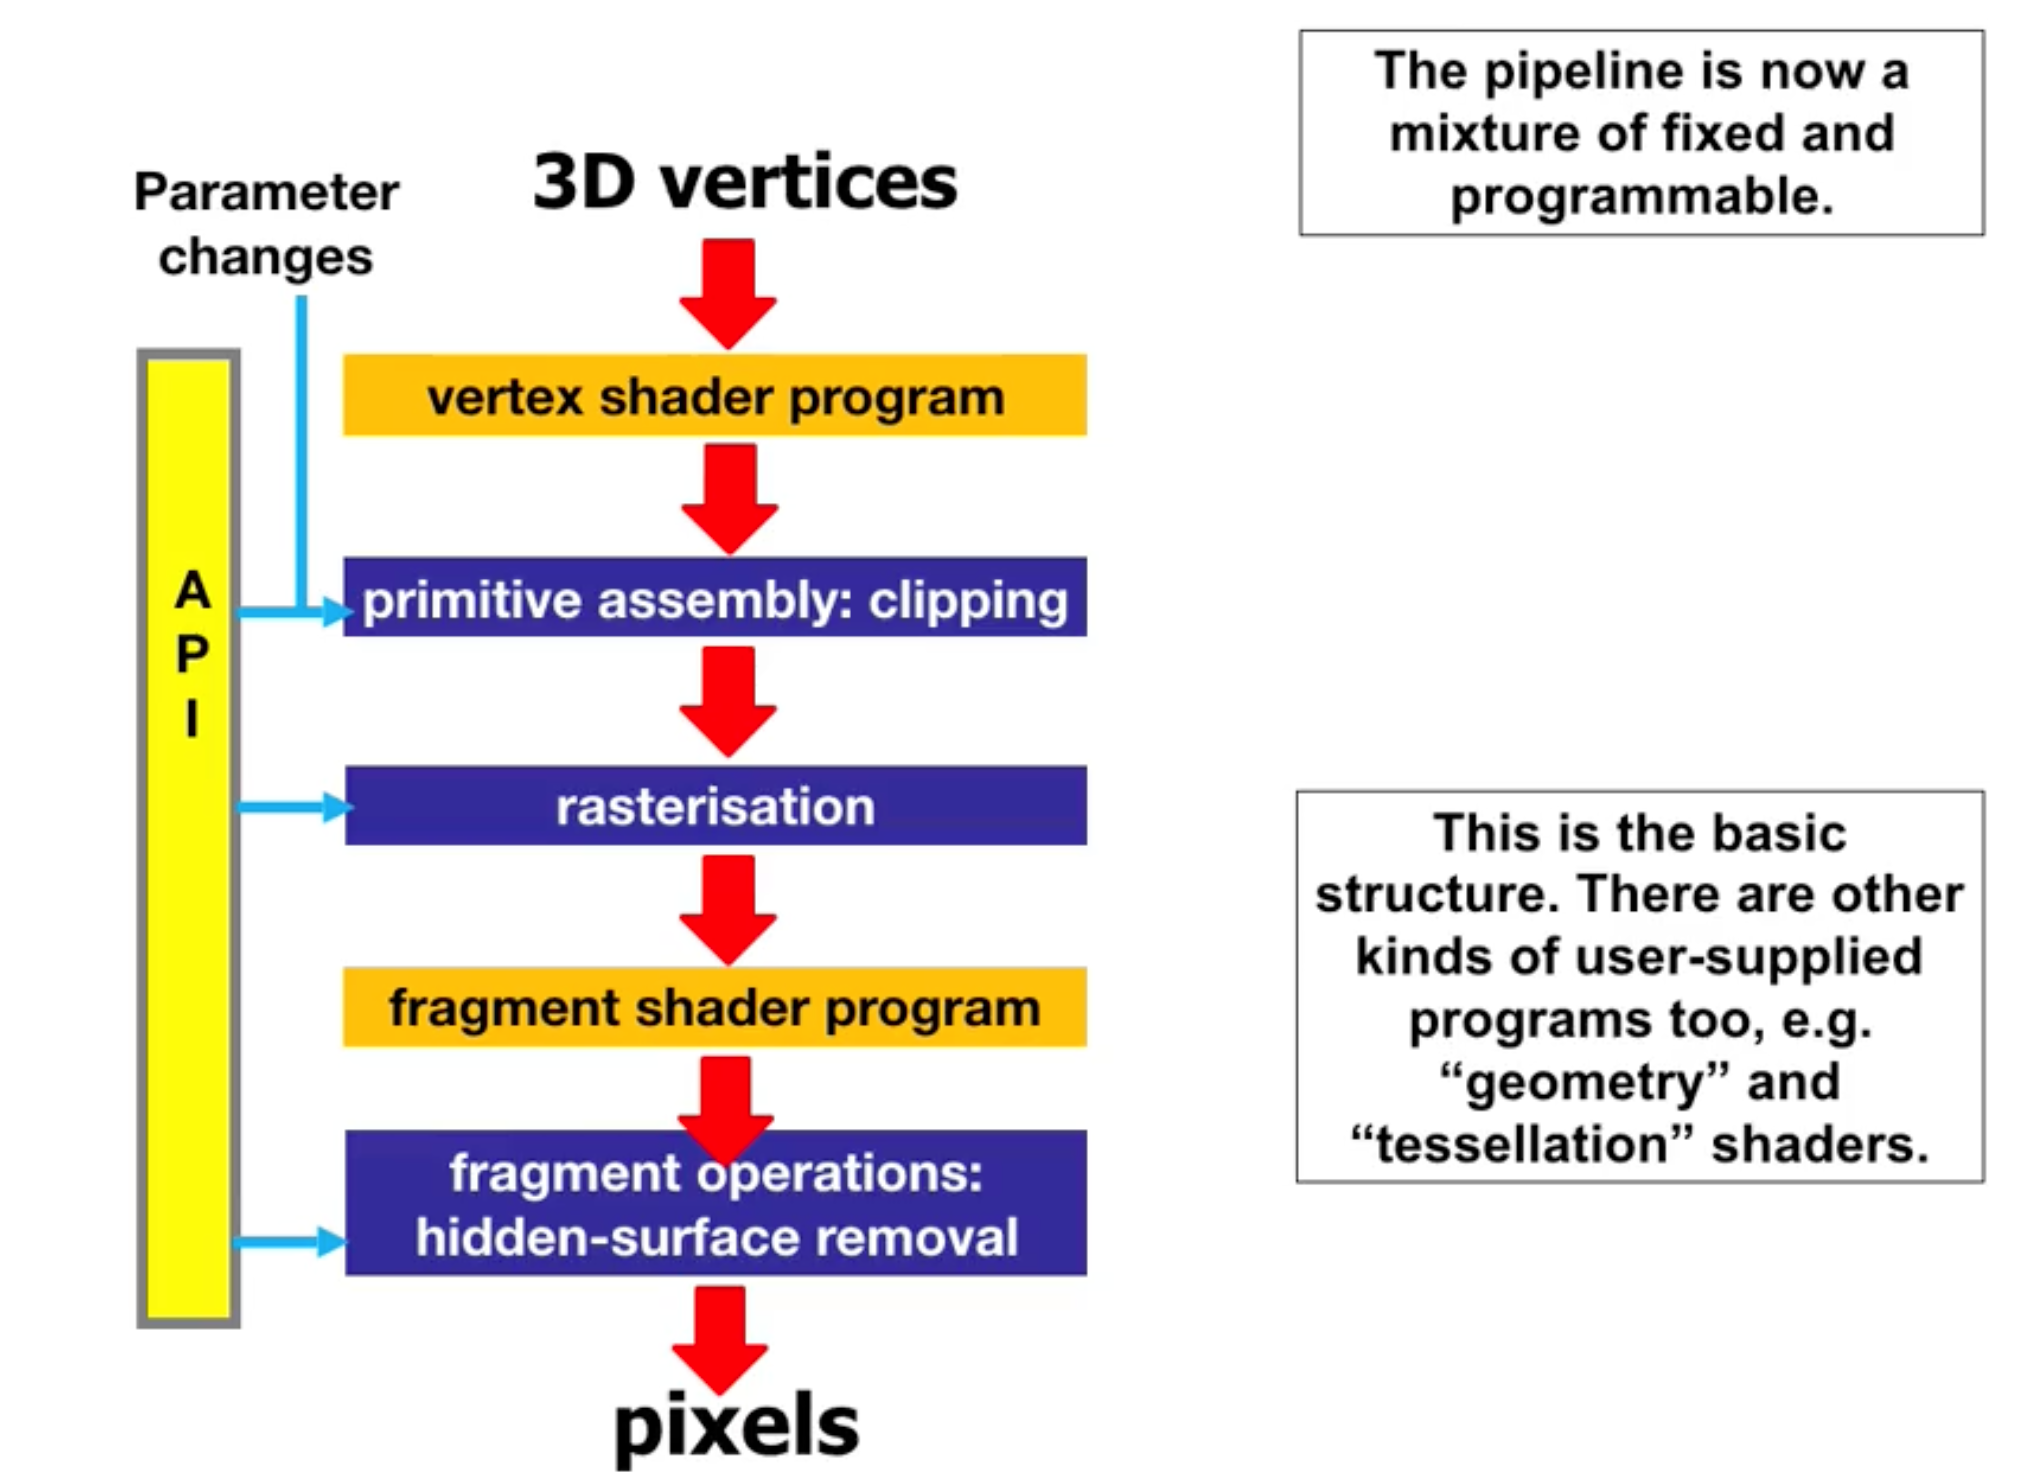 The pipeline is now a
mixture of fixed and
programmable.
3D vertices
Parameter
changes
vertex shader program
A
P
I
primitive assembly: clipping
rasterisation
fragment shader program
fragment operations:
hidden-surface removal
pixels
This is the basic
structure. There are other
kinds of user-supplied
programs too, e.g.
“geometry” and
“tessellation” shaders.